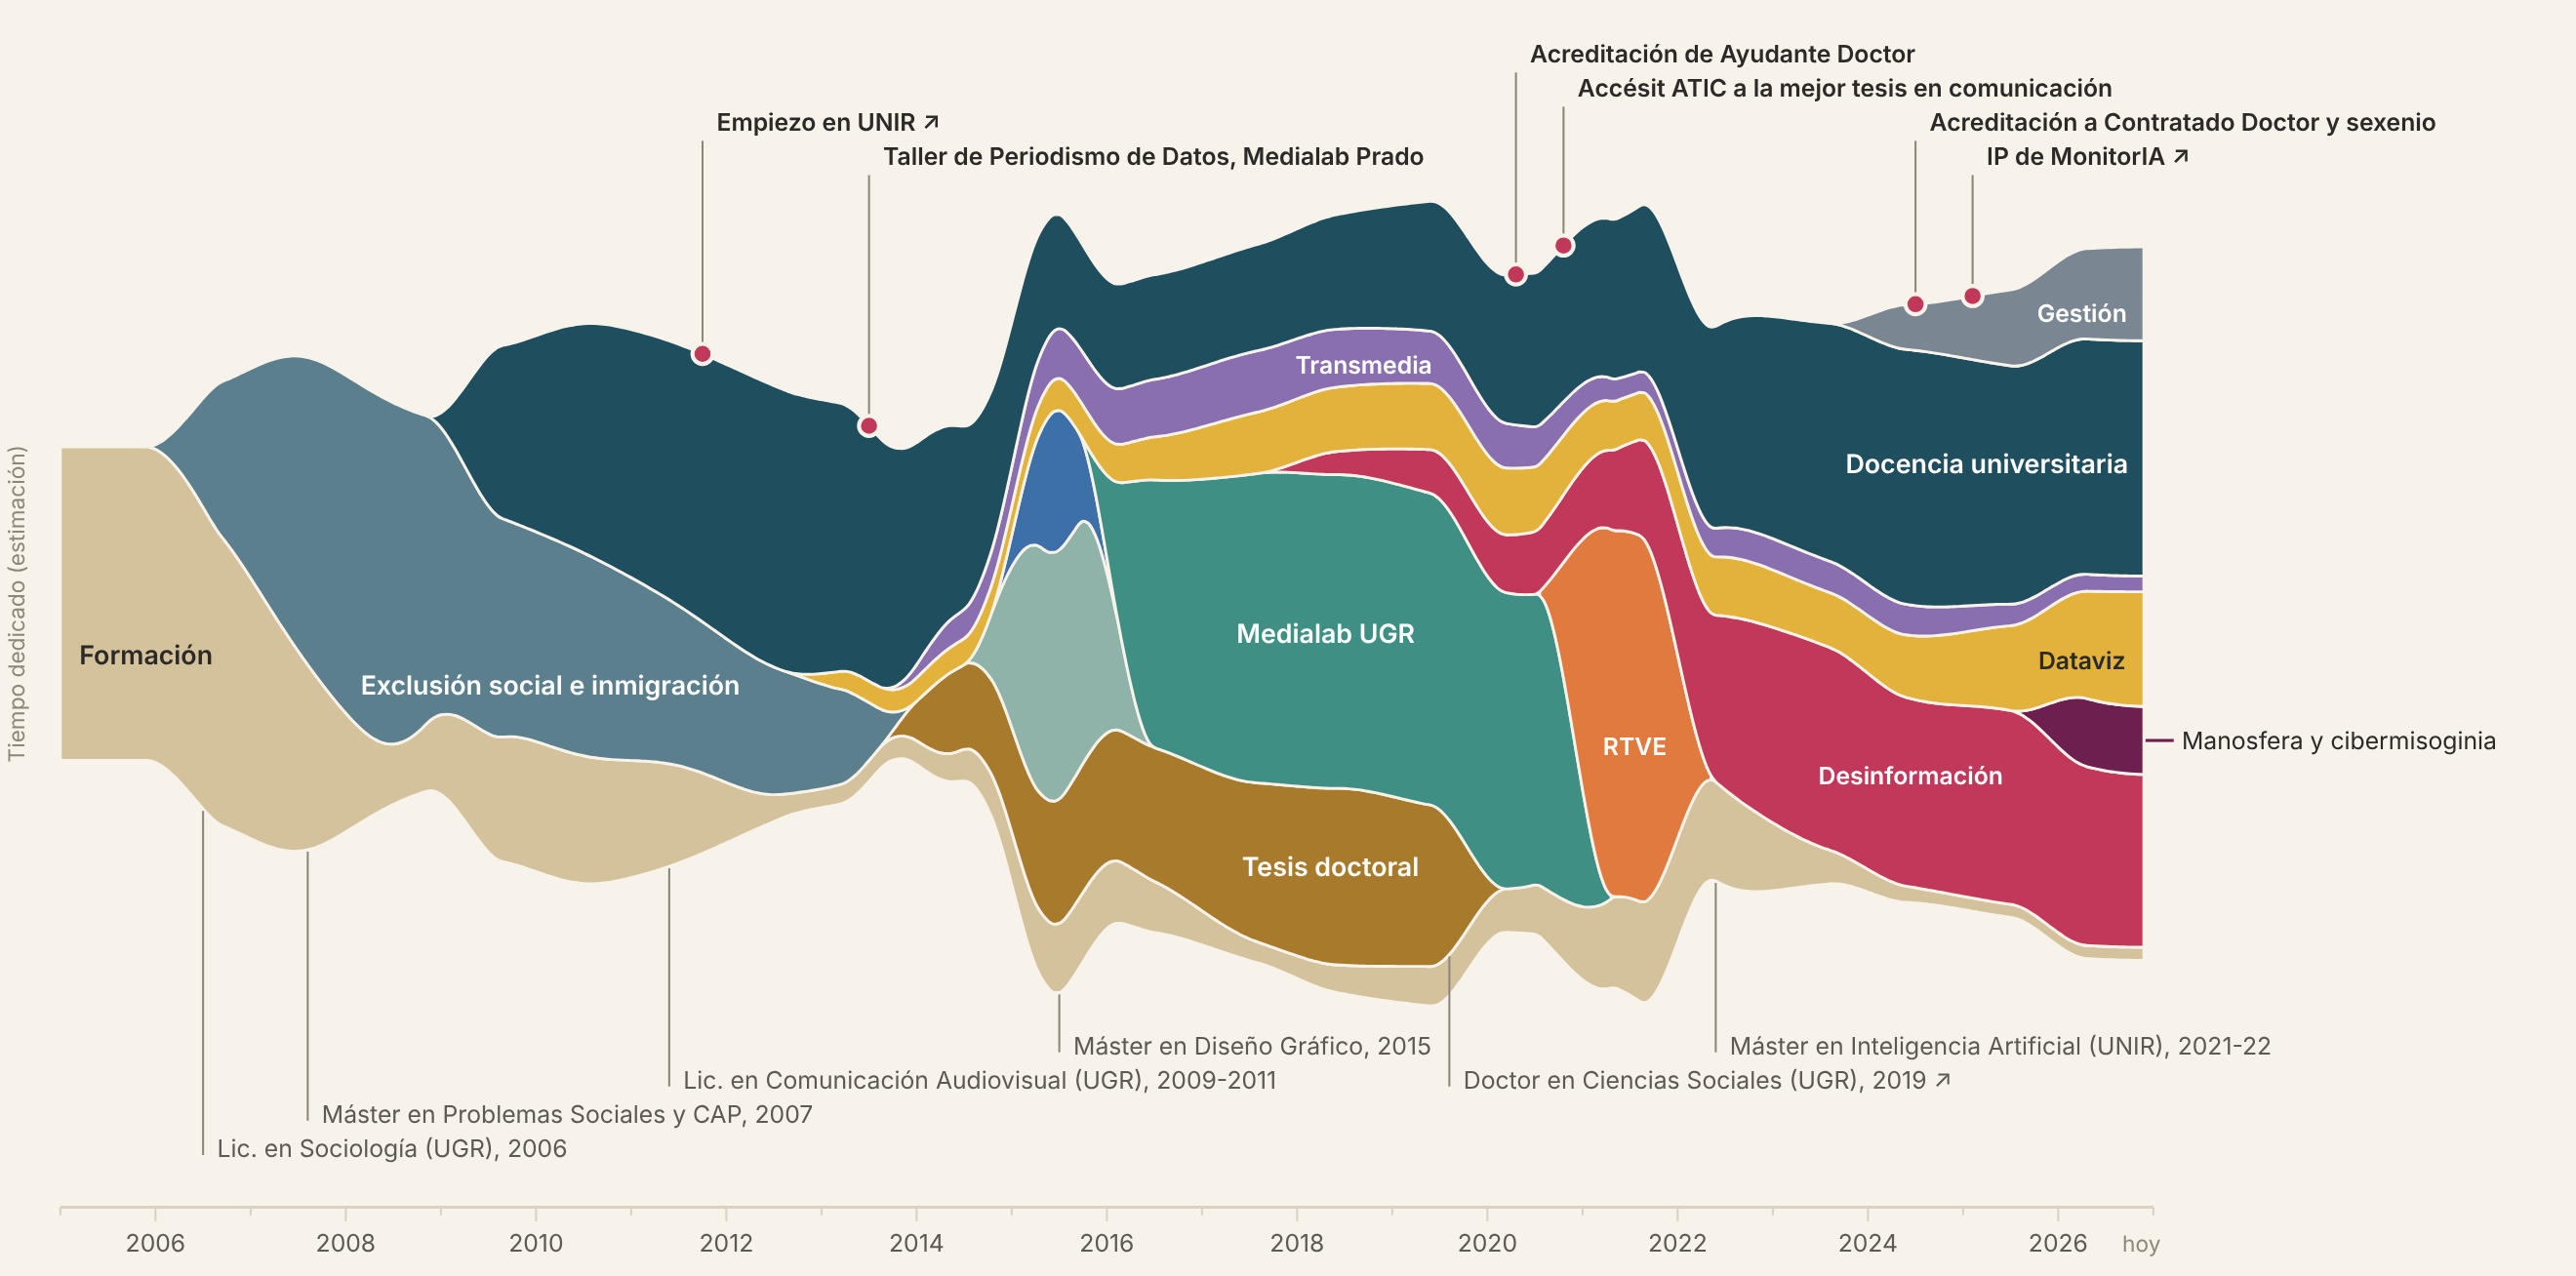 Acreditación de Ayudante Doctor
Accésit ATIC a la mejor tesis en comunicación
Empiezo en UNIR ↗
Acreditación a Contratado Doctor y sexenio
Taller de Periodismo de Datos, Medialab Prado
IP de MonitorIA ↗
Gestión
Transmedia
Docencia universitaria
Tiempo dedicado (estimación)
Formación
Exclusión social e inmigración
Medialab UGR
Dataviz
RTVE
Manosfera y cibermisoginia
Desinformación
Tesis doctoral
Máster en Diseño Gráfico, 2015
Máster en Inteligencia Artificial (UNIR), 2021-22
Lic. en Comunicación Audiovisual (UGR), 2009-2011
Doctor en Ciencias Sociales (UGR), 2019 ↗
Máster en Problemas Sociales y CAP, 2007
Lic. en Sociología (UGR), 2006
2006 2008 2010 2012 2014 2016 2018 2020 2022 2024 2026 hoy